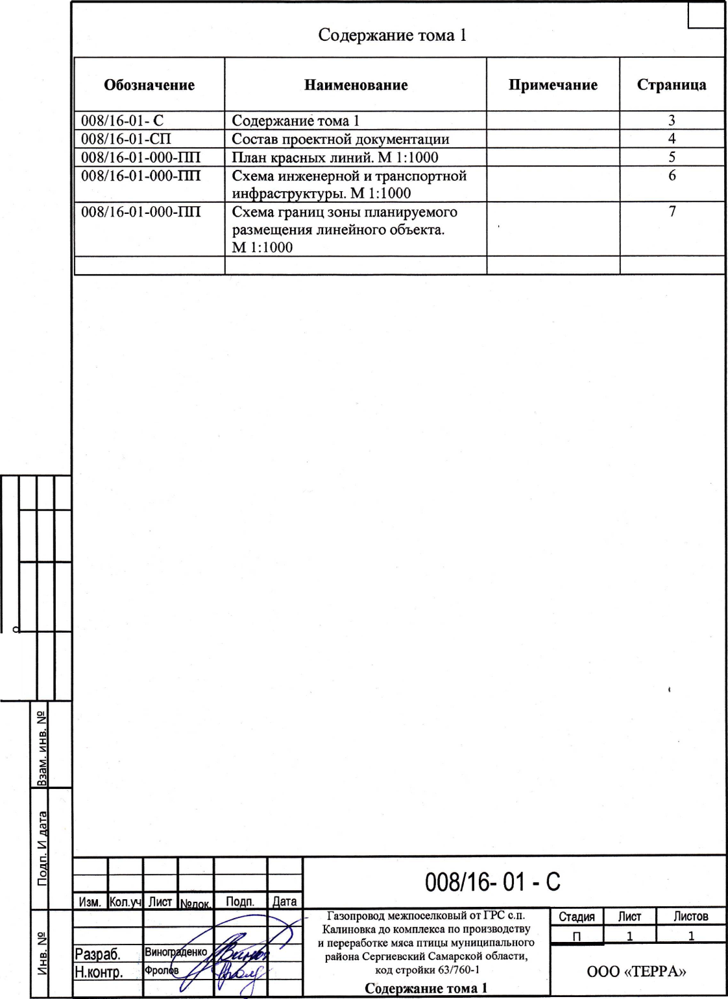 Содержание тома 1
Обозначение Наименование Примечание Страница
008/16-01- С Содержание тома 1 3
008/16-01-СП Состав проектной документации 4
008/16-01-000-ПП План красных линий. М 1:1000 5
008/16-01-000-ПП Схема инженерной и транспортной 6
инфраструктуры. М 1:1000
008/16-01-000-ПП Схема границ зоны планируемого 7
размещения линейного объекта.
М 1:1000
Взам. инв. №
Подп. И дата
Инв. №
008/16- 01 - С
Изм. Кол.уч Лист №док. Подп. Дата
Газопровод межпоселковый от ГРС с.п.
Калиновка до комплекса по производству
и переработке мяса птицы муниципального
района Сергиевский Самарской области,
код стройки 63/760-1
Содержание тома 1
Стадия Лист Листов
П 1 1
Разраб. Винограденко
Н.контр. Фролов
ООО «ТЕРРА»